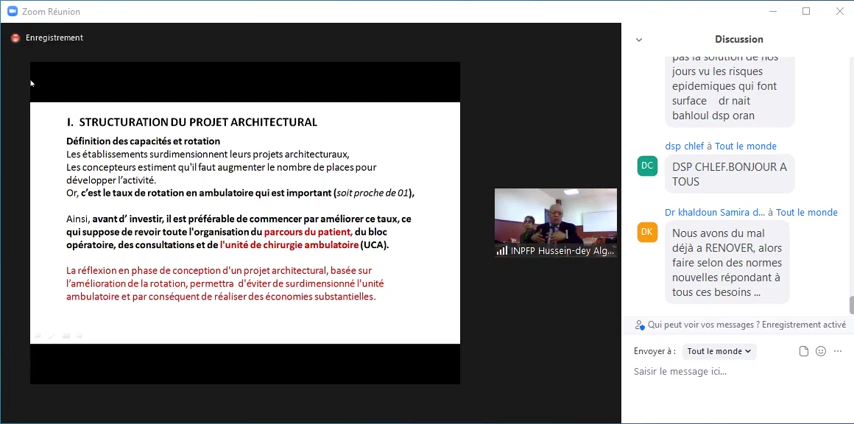 Zoom Réunion
Enregistrement
I. STRUCTURATION DU PROJET ARCHITECTURAL
Définition des capacités et rotation
Les établissements surdimensionnent leurs projets architecturaux,
Les concepteurs estiment qu'il faut augmenter le nombre de places pour
développer l'activité.
Or, c'est le taux de rotation en ambulatoire qui est important (soit proche de 01),
Ainsi, avant d' investir, il est préférable de commencer par améliorer ce taux, ce
qui suppose de revoir toute l'organisation du parcours du patient, du bloc
opératoire, des consultations et de l'unité de chirurgie ambulatoire (UCA).
La réflexion en phase de conception d'un projet architectural, basée sur
l'amélioration de la rotation, permettra d'éviter de surdimensionné l'unité
ambulatoire et par conséquent de réaliser des économies substantielles.
INPFP Hussein-dey Alg...
Discussion
pas la solution de nos
jours vu les risques
epidemiques qui font
surface dr nait
bahloul dsp oran
dsp chlef à Tout le monde
DC
DSP CHLEF.BONJOUR A
TOUS
Dr khaldoun Samira d... à Tout le monde
DK
Nous avons du mal
déjà a RENOVER, alors
faire selon des normes
nouvelles répondant à
tous ces besoins ...
Qui peut voir vos messages ? Enregistrement activé
Envoyer à : Tout le monde
Saisir le message ici...